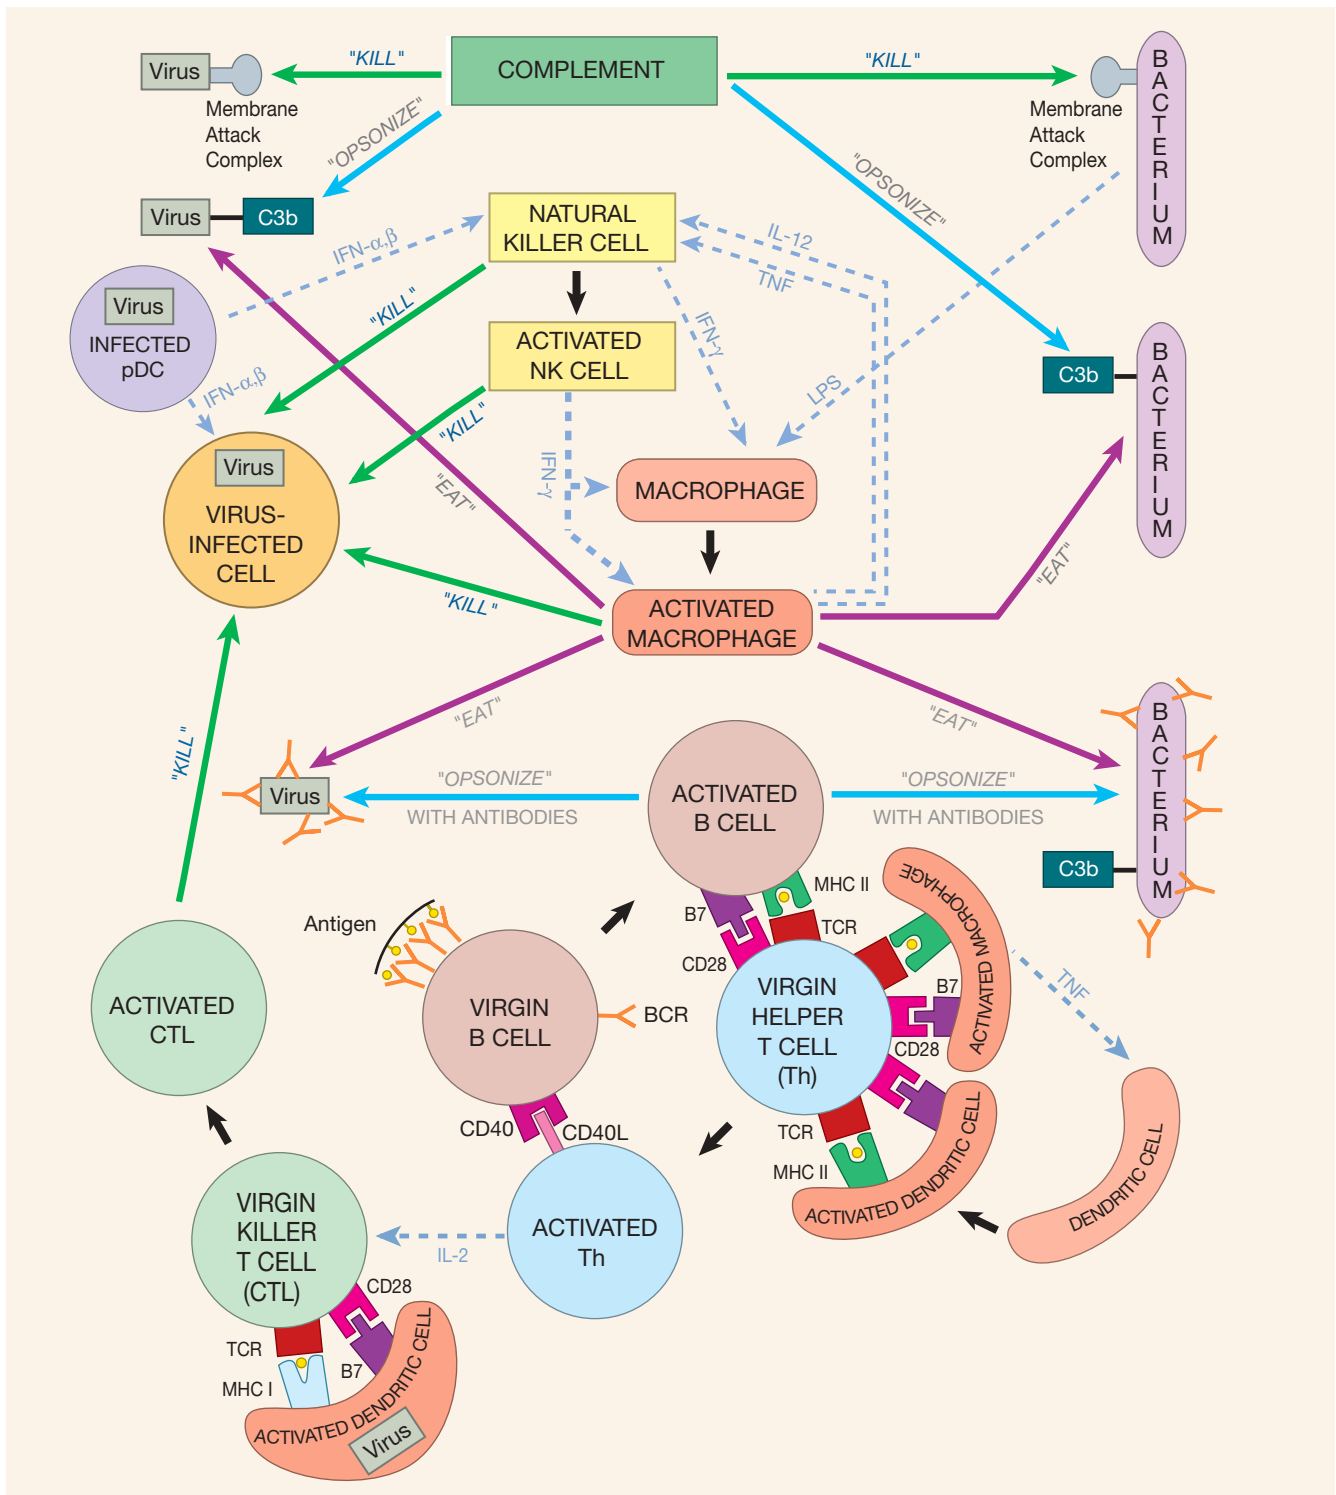 "KILL"
COMPLEMENT
"KILL"
Virus
Membrane
Attack
Complex
"OPSONIZE"
Membrane
Attack
Complex
BACTERIUM
"OPSONIZE"
Virus
C3b
NATURAL
KILLER CELL
IFN-α,β
IL-12
TNF
Virus
INFECTED
pDC
"KILL"
IFN-γ
ACTIVATED
NK CELL
LPS
C3b
BACTERIUM
IFN-α,β
"KILL"
Virus
VIRUS-
INFECTED
CELL
"EAT"
IFN-γ
MACROPHAGE
"EAT"
"KILL"
ACTIVATED
MACROPHAGE
"EAT"
"EAT"
"KILL"
Virus
"OPSONIZE"
WITH ANTIBODIES
ACTIVATED
B CELL
"OPSONIZE"
WITH ANTIBODIES
BACTERIUM
C3b
MHC II
B7
TCR
CD28
ACTIVATED MACROPHAGE
Antigen
VIRGIN
B CELL
BCR
VIRGIN
HELPER
T CELL
(Th)
B7
CD28
TNF
ACTIVATED
CTL
CD40
CD40L
TCR
MHC II
ACTIVATED DENDRITIC CELL
DENDRITIC CELL
VIRGIN
KILLER
T CELL
(CTL)
IL-2
ACTIVATED
Th
CD28
TCR
B7
MHC I
ACTIVATED DENDRITIC CELL
Virus